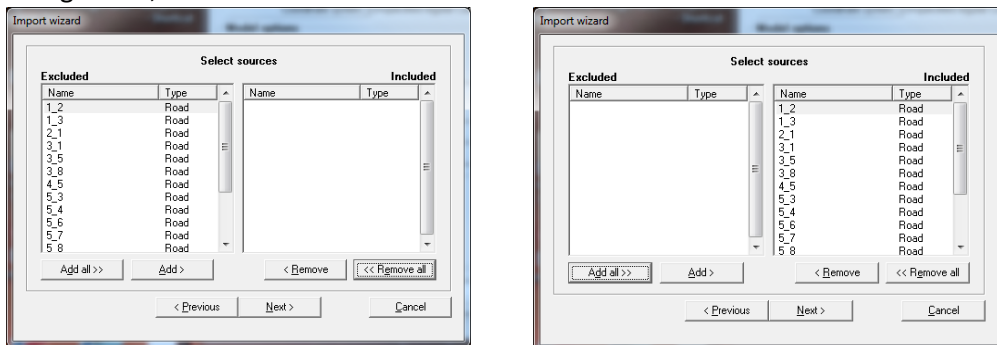 Import wizard
Select sources
Excluded Included
Name Type Name Type
1_2 Road
1_3 Road
2_1 Road
3_1 Road
3_5 Road
3_8 Road
4_5 Road
5_3 Road
5_4 Road
5_6 Road
5_7 Road
5_8 Road
Add all >> Add > < Remove << Remove all
< Previous Next > Cancel
Import wizard
Select sources
Excluded Included
Name Type Name Type
1_2 Road
1_3 Road
2_1 Road
3_1 Road
3_5 Road
3_8 Road
4_5 Road
5_3 Road
5_4 Road
5_6 Road
5_7 Road
5_8 Road
Add all >> Add > < Remove << Remove all
< Previous Next > Cancel